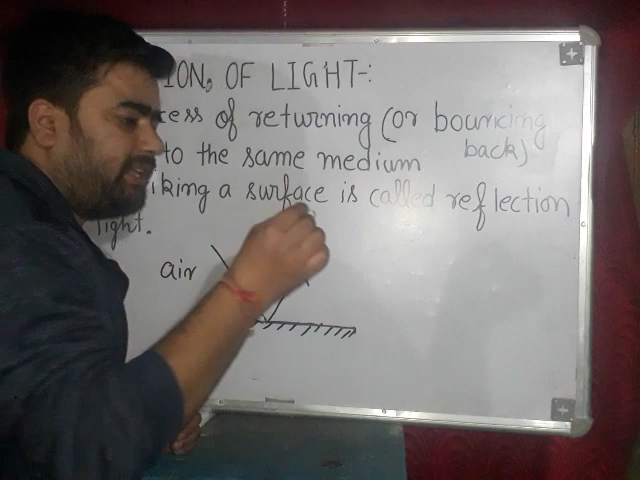 ION, OF LIGHT-:
cess of returning (or bouncing
to the same medium back)
iking a surface is called reflection
light.
air